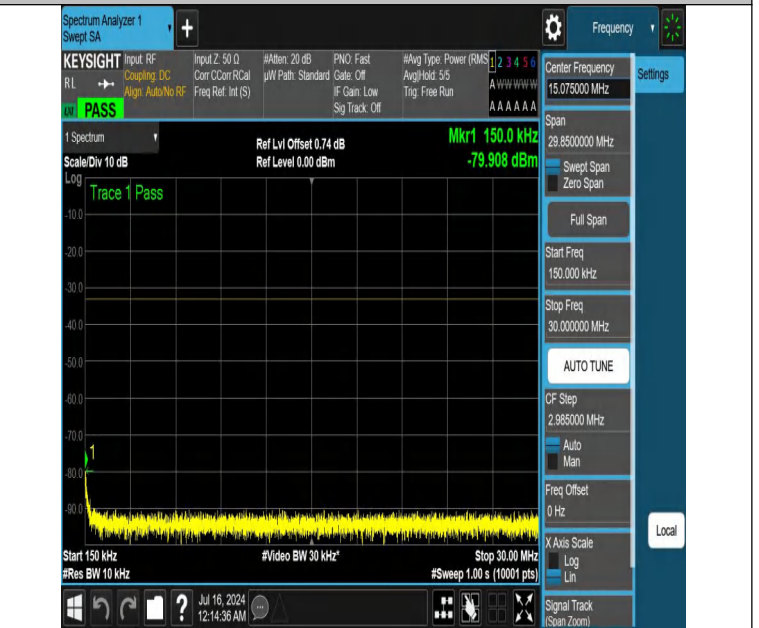 Spectrum Analyzer 1
Swept SA
Frequency
KEYSIGHT
RL
PASS
Input: RF
Coupling: DC
Align: Auto/No RF
Input Z: 50 Ω
Corr CCorr RCal
Freq Ref: Int (S)
#Atten: 20 dB
µW Path: Standard
PNO: Fast
Gate: Off
IF Gain: Low
Sig Track: Off
#Avg Type: Power (RMS
Avg|Hold: 5/5
Trig: Free Run
1 2 3 4 5 6
A W W W W W
A A A A A A
1 Spectrum
Scale/Div 10 dB
Ref Lvl Offset 0.74 dB
Ref Level 0.00 dBm
Mkr1 150.0 kHz
-79.908 dBm
Log
Trace 1 Pass
-10.0
-20.0
-30.0
-40.0
-50.0
-60.0
-70.0
1
-80.0
-90.0
Start 150 kHz
#Res BW 10 kHz
#Video BW 30 kHz*
Stop 30.00 MHz
#Sweep 1.00 s (10001 pts)
Jul 16, 2024
12:14:36 AM
Center Frequency
15.075000 MHz
Settings
Span
29.8500000 MHz
Swept Span
Zero Span
Full Span
Start Freq
150.000 kHz
Stop Freq
30.000000 MHz
AUTO TUNE
CF Step
2.985000 MHz
Auto
Man
Freq Offset
0 Hz
X Axis Scale
Log
Lin
Local
Signal Track
(Span Zoom)